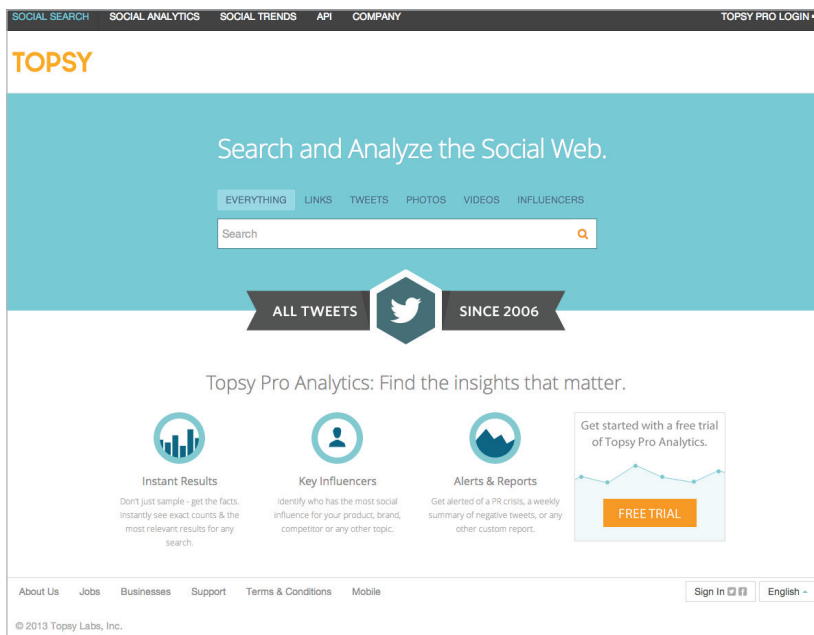 SOCIAL SEARCH SOCIAL ANALYTICS SOCIAL TRENDS API COMPANY TOPSY PRO LOGIN
TOPSY
Search and Analyze the Social Web.
EVERYTHING LINKS TWEETS PHOTOS VIDEOS INFLUENCERS
Search
ALL TWEETS SINCE 2006
Topsy Pro Analytics: Find the insights that matter.
Instant Results
Don't just sample - get the facts.
Instantly see exact counts & the
most relevant results for any
search.
Key Influencers
Identify who has the most social
influence for your product, brand,
competitor or any other topic.
Alerts & Reports
Get alerted of a PR crisis, a weekly
summary of negative tweets, or any
other custom report.
Get started with a free trial
of Topsy Pro Analytics.
FREE TRIAL
About Us Jobs Businesses Support Terms & Conditions Mobile Sign In English
© 2013 Topsy Labs, Inc.